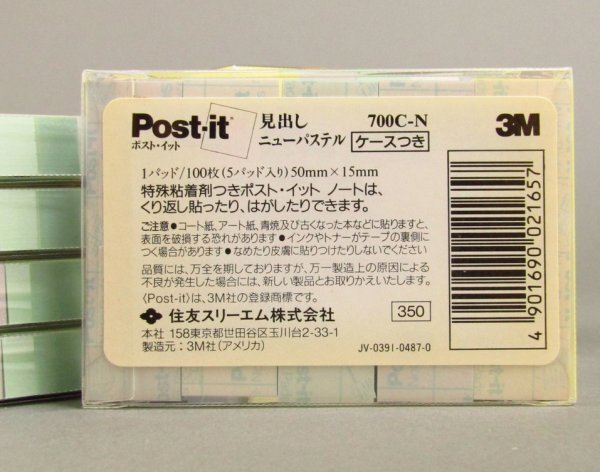 Post-it
ポスト・イット
見出し 700C-N
ニューパステル ケースつき
3M
1パッド/100枚(5パッド入り)50mm×15mm
特殊粘着剤つきポスト・イット ノートは、
くり返し貼ったり、はがしたりできます。
ご注意●コート紙、アート紙、青焼及び古くなった本などに貼りますと、
表面を破損する恐れがあります●インクやトナーがテープの裏側に
つく場合があります●なめたり皮膚に貼りつけたりしないでください
品質には、万全を期しておりますが、万一製造上の原因による
不良が発生した場合には、新しい製品とお取りかえいたします。
〈Post-it〉は、3M社の登録商標です。
住友スリーエム株式会社 350
本社 158東京都世田谷区玉川台2-33-1
製造元:3M社(アメリカ) JV-0391-0487-0
4 901690 021657